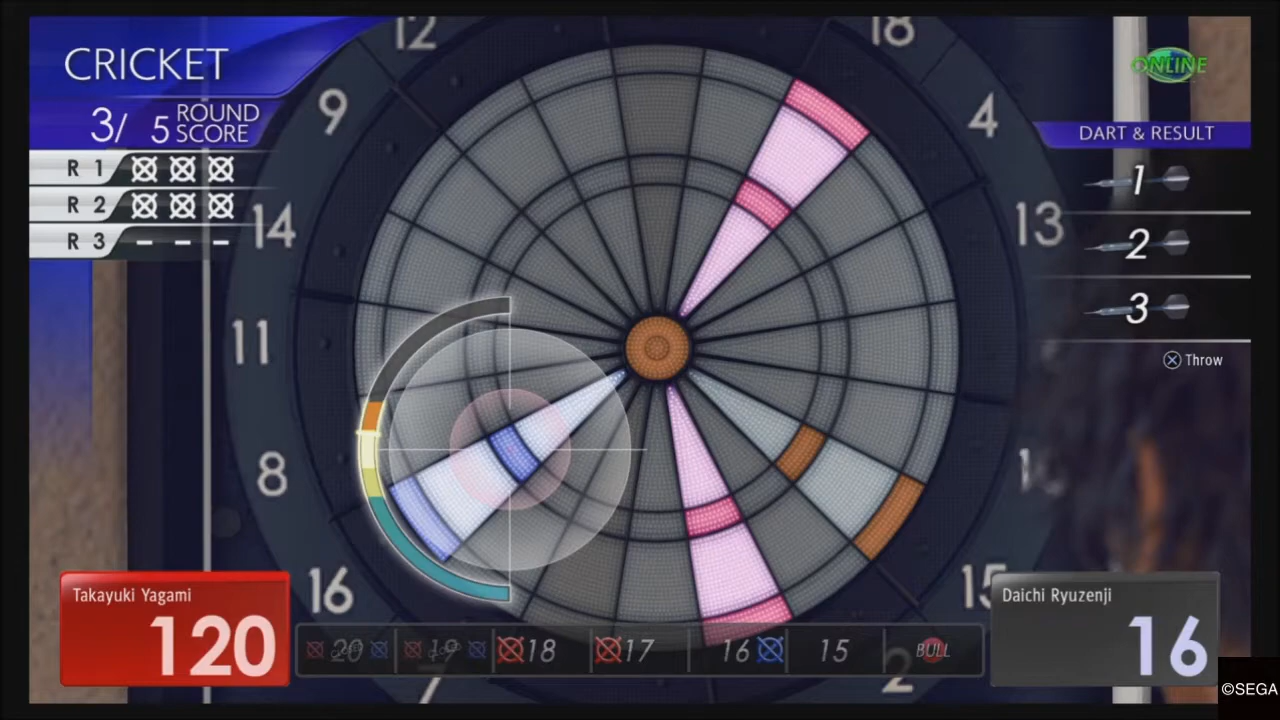 CRICKET
3/ 5 ROUND SCORE
R 1
R 2
R 3 - - -
12
18
9
4
14
13
11
8
16
15
7
2
ONLINE
DART & RESULT
1
2
3
Throw
Takayuki Yagami
120
20 19 18 17 16 15 BULL
Daichi Ryuzenji
16
©SEGA